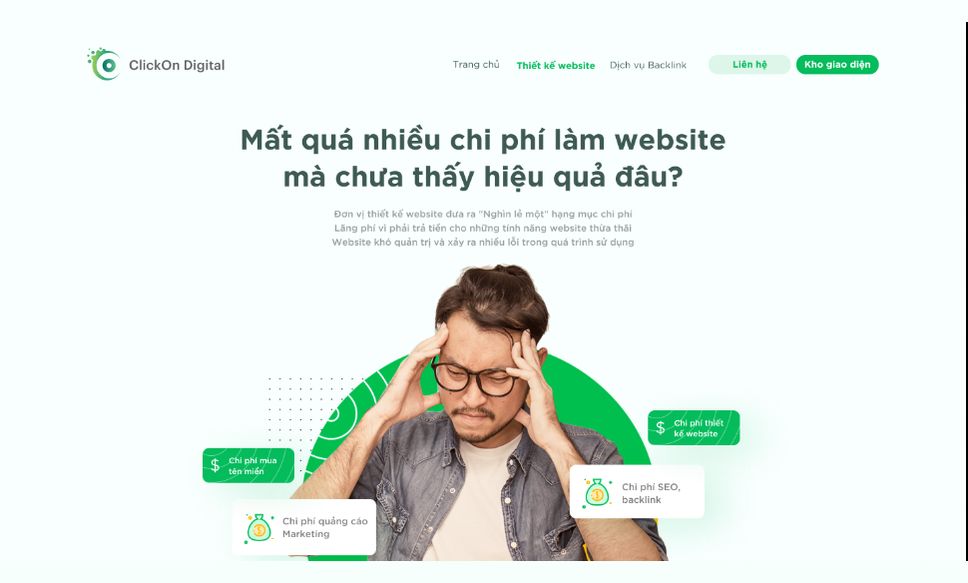 ClickOn Digital
Trang chủ Thiết kế website Dịch vụ Backlink Liên hệ Kho giao diện
Mất quá nhiều chi phí làm website
mà chưa thấy hiệu quả đâu?
Đơn vị thiết kế website đưa ra "Nghìn lẻ một" hạng mục chi phí
Lãng phí vì phải trả tiền cho những tính năng website thừa thãi
Website khó quản trị và xảy ra nhiều lỗi trong quá trình sử dụng
$ Chi phí thiết
kế website
$ Chi phí mua
tên miền
Chi phí SEO,
backlink
Chi phí quảng cáo
Marketing